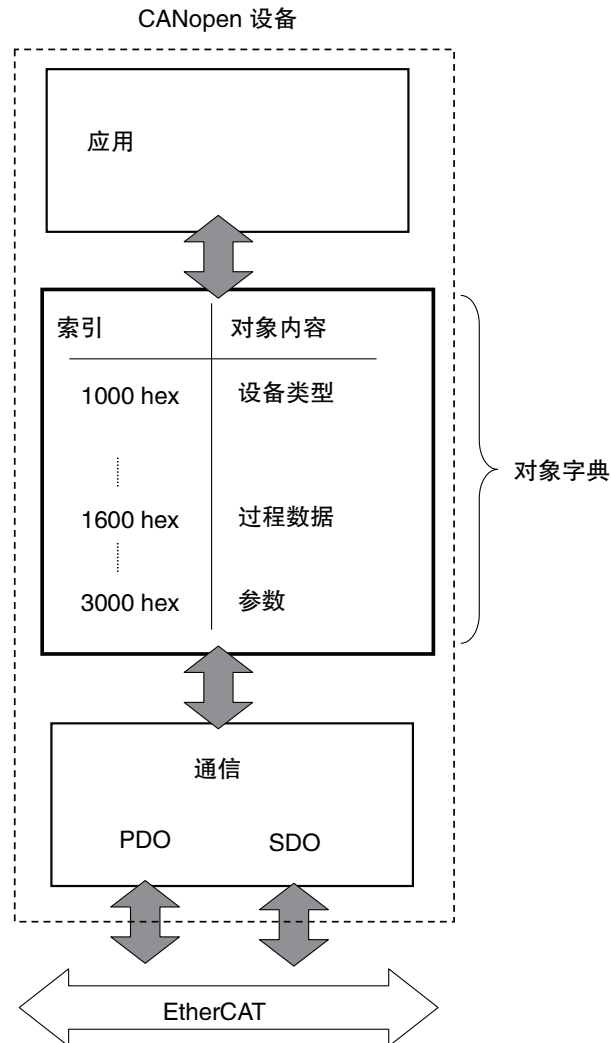 CANopen 设备
应用
索引 对象内容
1000 hex 设备类型
1600 hex 过程数据
对象字典
3000 hex 参数
通信
PDO SDO
EtherCAT